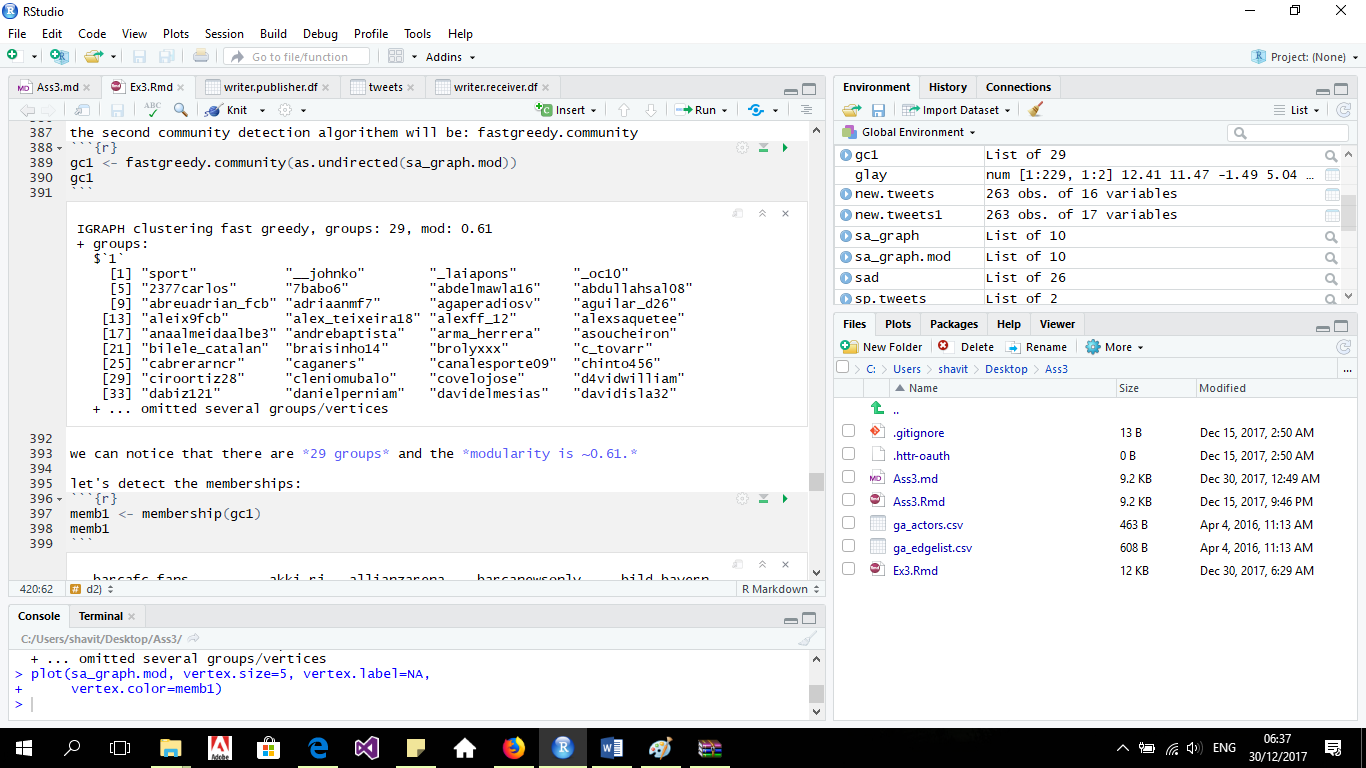 RStudio
File Edit Code View Plots Session Build Debug Profile Tools Help
Go to file/function Addins Project: (None)
Ass3.md Ex3.Rmd writer.publisher.df tweets writer.receiver.df
ABC Knit Insert Run
387 the second community detection algorithem will be: fastgreedy.community
388 ```{r}
389 gc1 <- fastgreedy.community(as.undirected(sa_graph.mod))
390 gc1
391 ```
IGRAPH clustering fast greedy, groups: 29, mod: 0.61
+ groups:
$`1`
[1] "sport" "__johnko" "_laiapons" "_oc10"
[5] "2377carlos" "7babo6" "abdelmawla16" "abdullahsal08"
[9] "abreuadrian_fcb" "adriaanmf7" "agaperadiosv" "aguilar_d26"
[13] "aleix9fcb" "alex_teixeira18" "alexff_12" "alexsaquetee"
[17] "anaalmeidaalbe3" "andrebaptista" "arma_herrera" "asoucheiron"
[21] "bilele_catalan" "braisinho14" "brolyxxx" "c_tovarr"
[25] "cabrerarncr" "caganers" "canalesporte09" "chinto456"
[29] "ciroortiz28" "cleniomubalo" "covelojose" "d4vidwilliam"
[33] "dabiz121" "danielperniam" "davidelmesias" "davidisla32"
+ ... omitted several groups/vertices
392
393 we can notice that there are *29 groups* and the *modularity is ~0.61.*
394
395 let's detect the memberships:
396 ```{r}
397 memb1 <- membership(gc1)
398 memb1
399 ```
barcafc_fans akki_ri allianzarena barcanewsonly bild_bayern
420:62 # d2) R Markdown
Console Terminal
C:/Users/shavit/Desktop/Ass3/
+ ... omitted several groups/vertices
> plot(sa_graph.mod, vertex.size=5, vertex.label=NA,
+ vertex.color=memb1)
>
Environment History Connections
Import Dataset List
Global Environment
gc1 List of 29
glay num [1:229, 1:2] 12.41 11.47 -1.49 5.04 ...
new.tweets 263 obs. of 16 variables
new.tweets1 263 obs. of 17 variables
sa_graph List of 10
sa_graph.mod List of 10
sad List of 26
sp.tweets List of 2
Files Plots Packages Help Viewer
New Folder Delete Rename More
C: Users shavit Desktop Ass3 ...
Name Size Modified
..
.gitignore 13 B Dec 15, 2017, 2:50 AM
.httr-oauth 0 B Dec 15, 2017, 2:50 AM
MD Ass3.md 9.2 KB Dec 30, 2017, 12:49 AM
Ass3.Rmd 9.2 KB Dec 15, 2017, 9:46 PM
ga_actors.csv 463 B Apr 4, 2016, 11:13 AM
ga_edgelist.csv 608 B Apr 4, 2016, 11:13 AM
Ex3.Rmd 12 KB Dec 30, 2017, 6:29 AM
Adobe ENG 06:37
30/12/2017